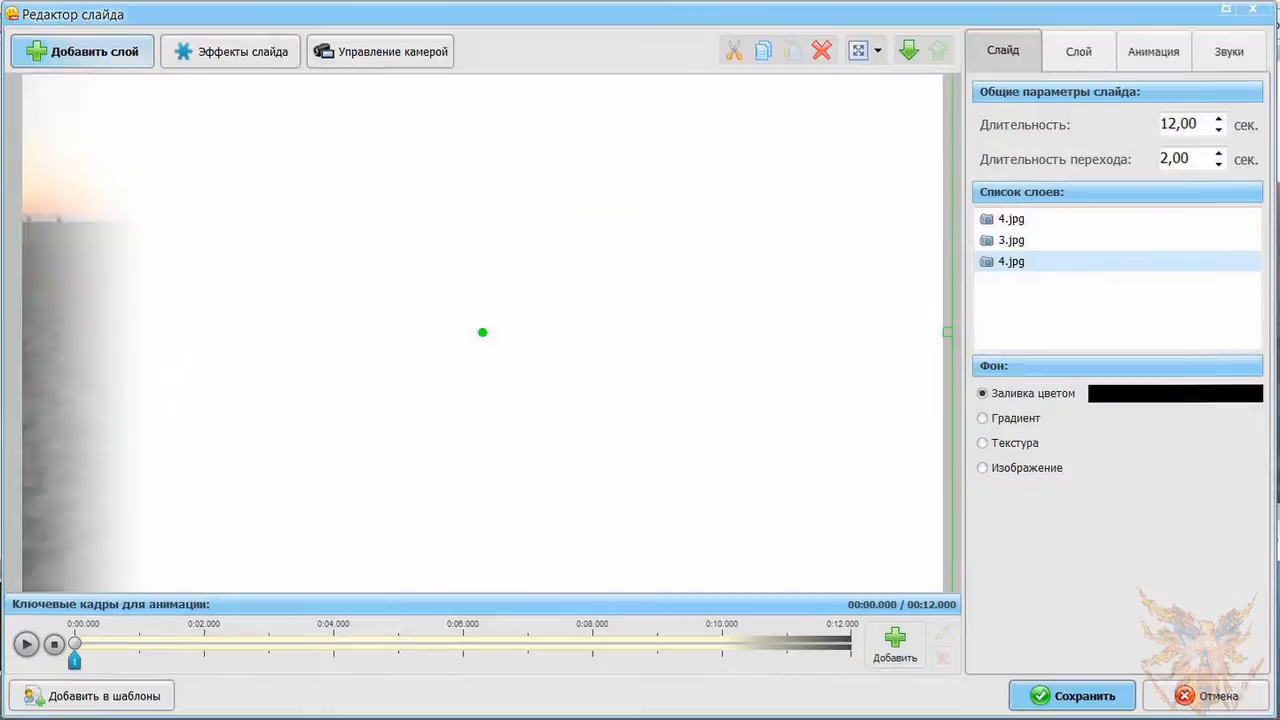 Редактор слайда
Добавить слой
Эффекты слайда
Управление камерой
Слайд
Слой
Анимация
Звуки
Общие параметры слайда:
Длительность: 12,00 сек.
Длительность перехода: 2,00 сек.
Список слоев:
4.jpg
3.jpg
4.jpg
Фон:
Заливка цветом
Градиент
Текстура
Изображение
Ключевые кадры для анимации:
00:00.000 / 00:12.000
0:00.000 0:02.000 0:04.000 0:06.000 0:08.000 0:10.000 0:12.000
1
Добавить
Добавить в шаблоны
Сохранить
Отмена